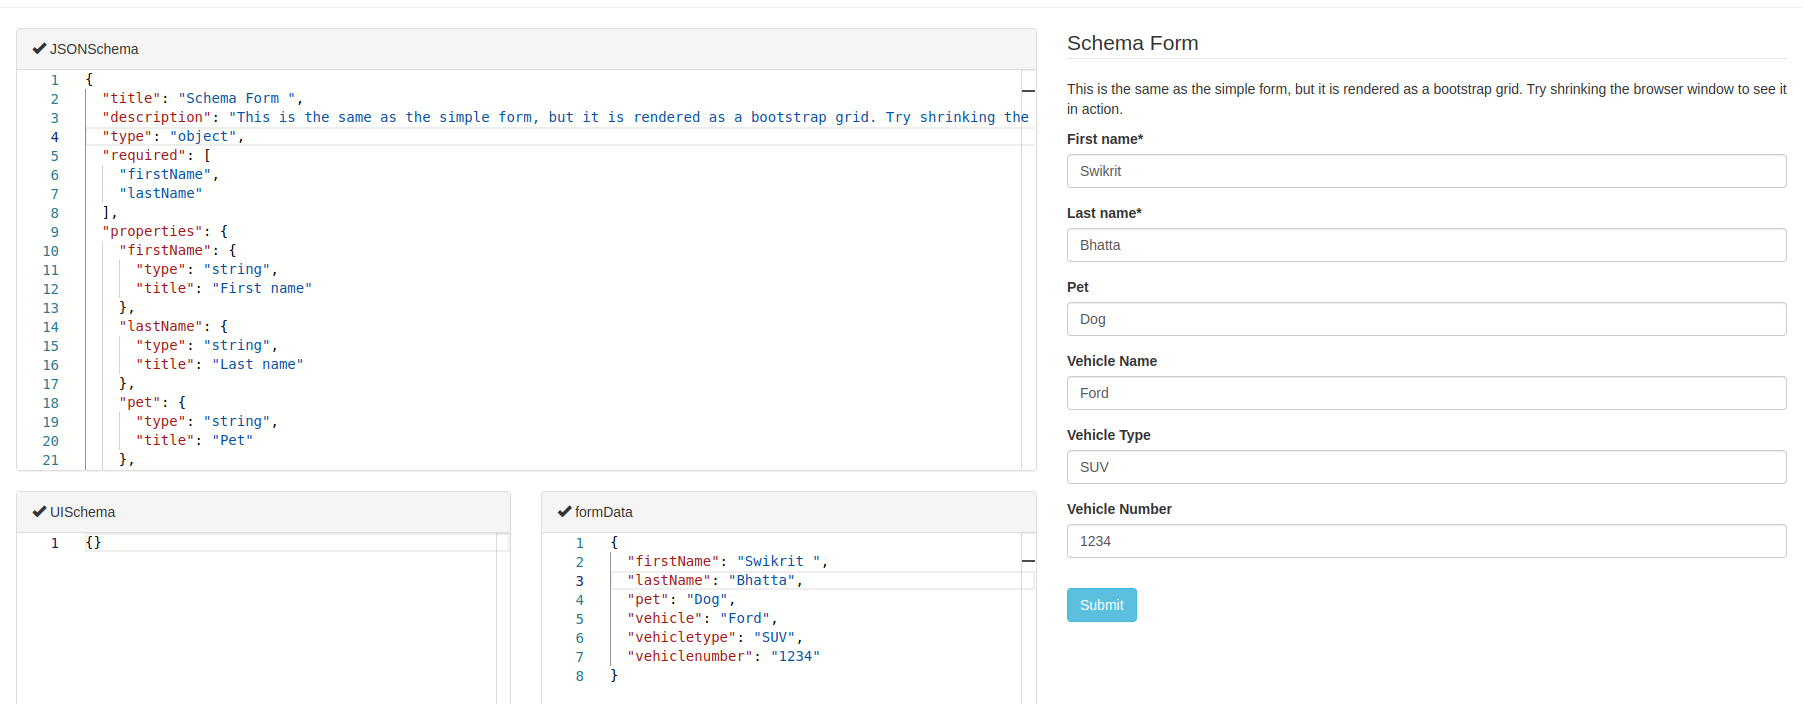 JSONSchema
1 {
2 "title": "Schema Form ",
3 "description": "This is the same as the simple form, but it is rendered as a bootstrap grid. Try shrinking the
4 "type": "object",
5 "required": [
6 "firstName",
7 "lastName"
8 ],
9 "properties": {
10 "firstName": {
11 "type": "string",
12 "title": "First name"
13 },
14 "lastName": {
15 "type": "string",
16 "title": "Last name"
17 },
18 "pet": {
19 "type": "string",
20 "title": "Pet"
21 },
UISchema
1 {}
formData
1 {
2 "firstName": "Swikrit ",
3 "lastName": "Bhatta",
4 "pet": "Dog",
5 "vehicle": "Ford",
6 "vehicletype": "SUV",
7 "vehiclenumber": "1234"
8 }
Schema Form
This is the same as the simple form, but it is rendered as a bootstrap grid. Try shrinking the browser window to see it
in action.
First name*
Swikrit
Last name*
Bhatta
Pet
Dog
Vehicle Name
Ford
Vehicle Type
SUV
Vehicle Number
1234
Submit